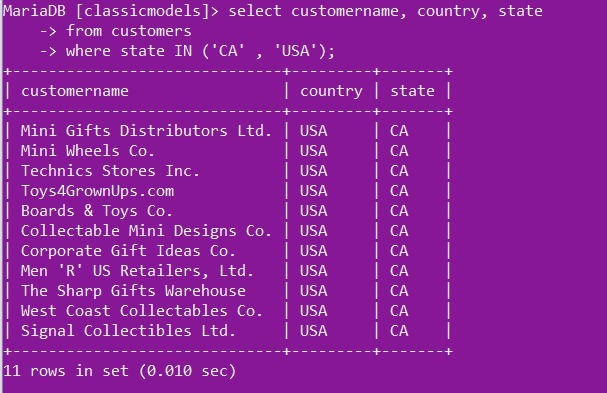 MariaDB [classicmodels]> select customername, country, state
    -> from customers
    -> where state IN ('CA' , 'USA');
+------------------------------+---------+-------+
| customername                 | country | state |
+------------------------------+---------+-------+
| Mini Gifts Distributors Ltd. | USA     | CA    |
| Mini Wheels Co.              | USA     | CA    |
| Technics Stores Inc.         | USA     | CA    |
| Toys4GrownUps.com            | USA     | CA    |
| Boards & Toys Co.            | USA     | CA    |
| Collectable Mini Designs Co. | USA     | CA    |
| Corporate Gift Ideas Co.     | USA     | CA    |
| Men 'R' US Retailers, Ltd.   | USA     | CA    |
| The Sharp Gifts Warehouse    | USA     | CA    |
| West Coast Collectables Co.  | USA     | CA    |
| Signal Collectibles Ltd.     | USA     | CA    |
+------------------------------+---------+-------+
11 rows in set (0.010 sec)